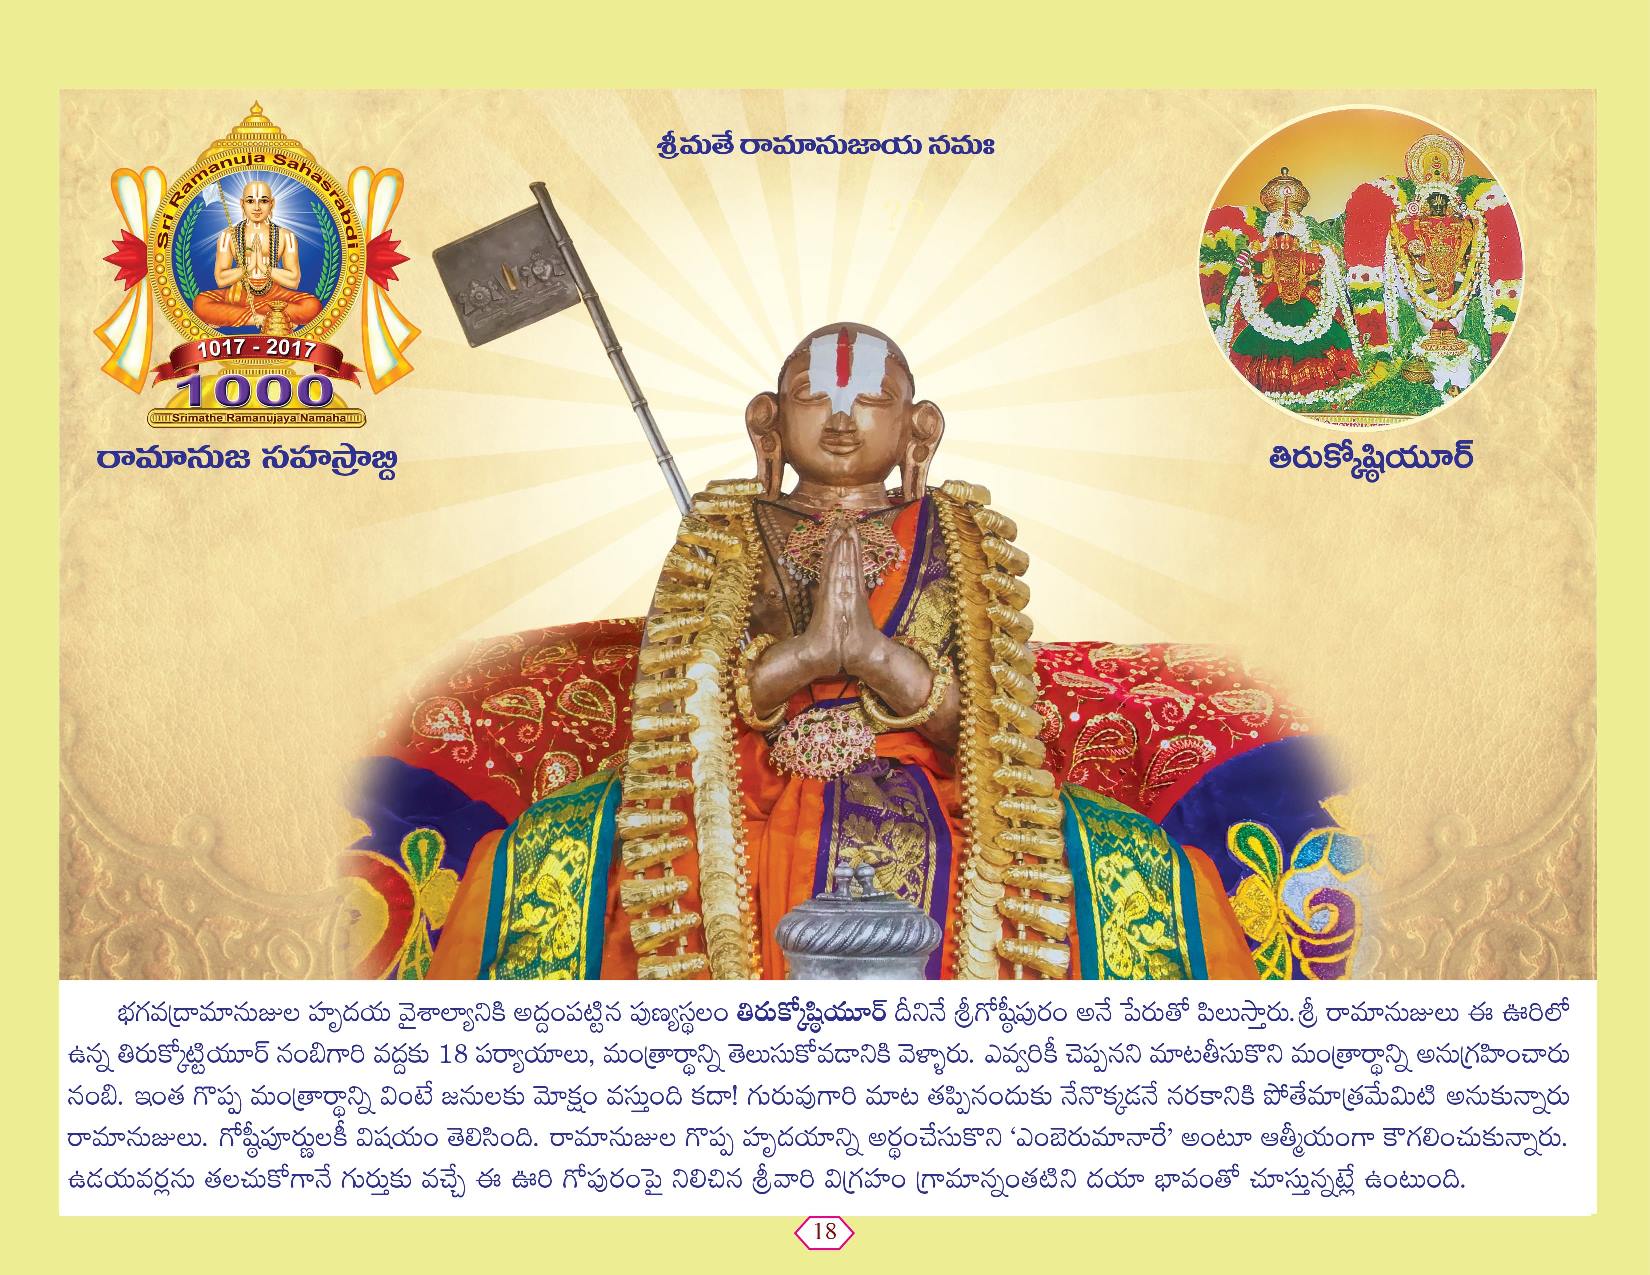 శ్రీమతే రామానుజాయ నమః
Sri Ramanuja Sahasrabdi
1017 - 2017
1000
Srimathe Ramanujaya Namaha
రామానుజ సహస్రాబ్ది
తిరుక్కోష్ఠియూర్
భగవద్రామానుజుల హృదయ వైశాల్యానికి అద్దంపట్టిన పుణ్యస్థలం తిరుక్కోష్ఠియూర్ దీనినే శ్రీగోష్ఠీపురం అనే పేరుతో పిలుస్తారు. శ్రీ రామానుజులు ఈ ఊరిలో
ఉన్న తిరుక్కోట్టియూర్ నంబిగారి వద్దకు 18 పర్యాయాలు, మంత్రార్థాన్ని తెలుసుకోవడానికి వెళ్ళారు. ఎవ్వరికీ చెప్పనని మాటతీసుకొని మంత్రార్థాన్ని అనుగ్రహించారు
నంబి. ఇంత గొప్ప మంత్రార్థాన్ని వింటే జనులకు మోక్షం వస్తుంది కదా! గురువుగారి మాట తప్పినందుకు నేనొక్కడనే నరకానికి పోతేమాత్రమేమిటి అనుకున్నారు
రామానుజులు. గోష్ఠీపూర్ణులకీ విషయం తెలిసింది. రామానుజుల గొప్ప హృదయాన్ని అర్థంచేసుకొని ‘ఎంబెరుమానారే’ అంటూ ఆత్మీయంగా కౌగలించుకున్నారు.
ఉడయవర్లను తలచుకోగానే గుర్తుకు వచ్చే ఈ ఊరి గోపురంపై నిలిచిన శ్రీవారి విగ్రహం గ్రామాన్నంతటిని దయా భావంతో చూస్తున్నట్లే ఉంటుంది.
18